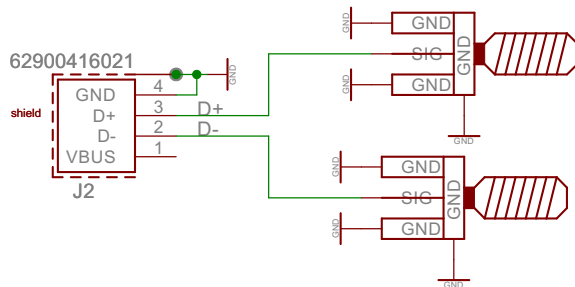 62900416021
shield
GND
4
D+
3
D-
2
VBUS
1
J2
GND
D+
D-
GND
GND
SIG
GND
GND
GND
GND
GND
GND
SIG
GND
GND
GND
GND